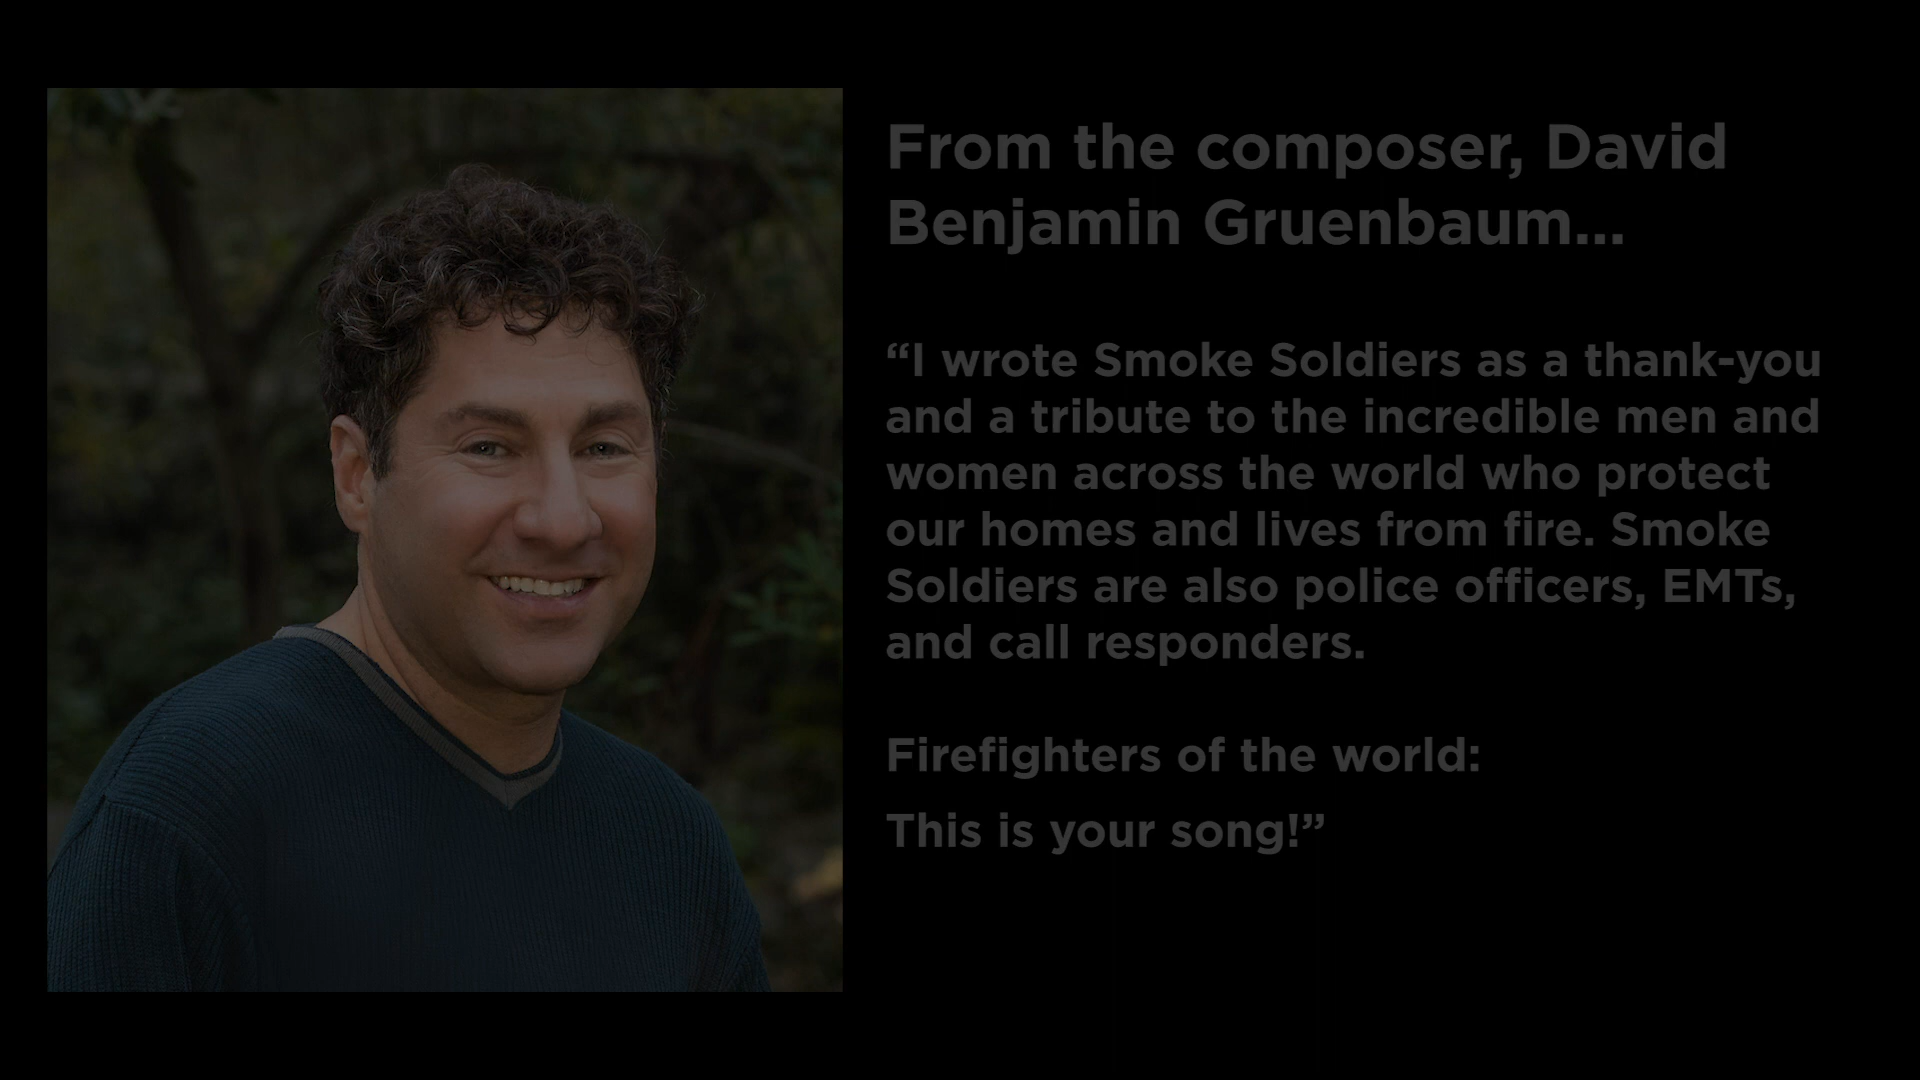 From the composer, David
Benjamin Gruenbaum...
“I wrote Smoke Soldiers as a thank-you
and a tribute to the incredible men and
women across the world who protect
our homes and lives from fire. Smoke
Soldiers are also police officers, EMTs,
and call responders.
Firefighters of the world:
This is your song!”